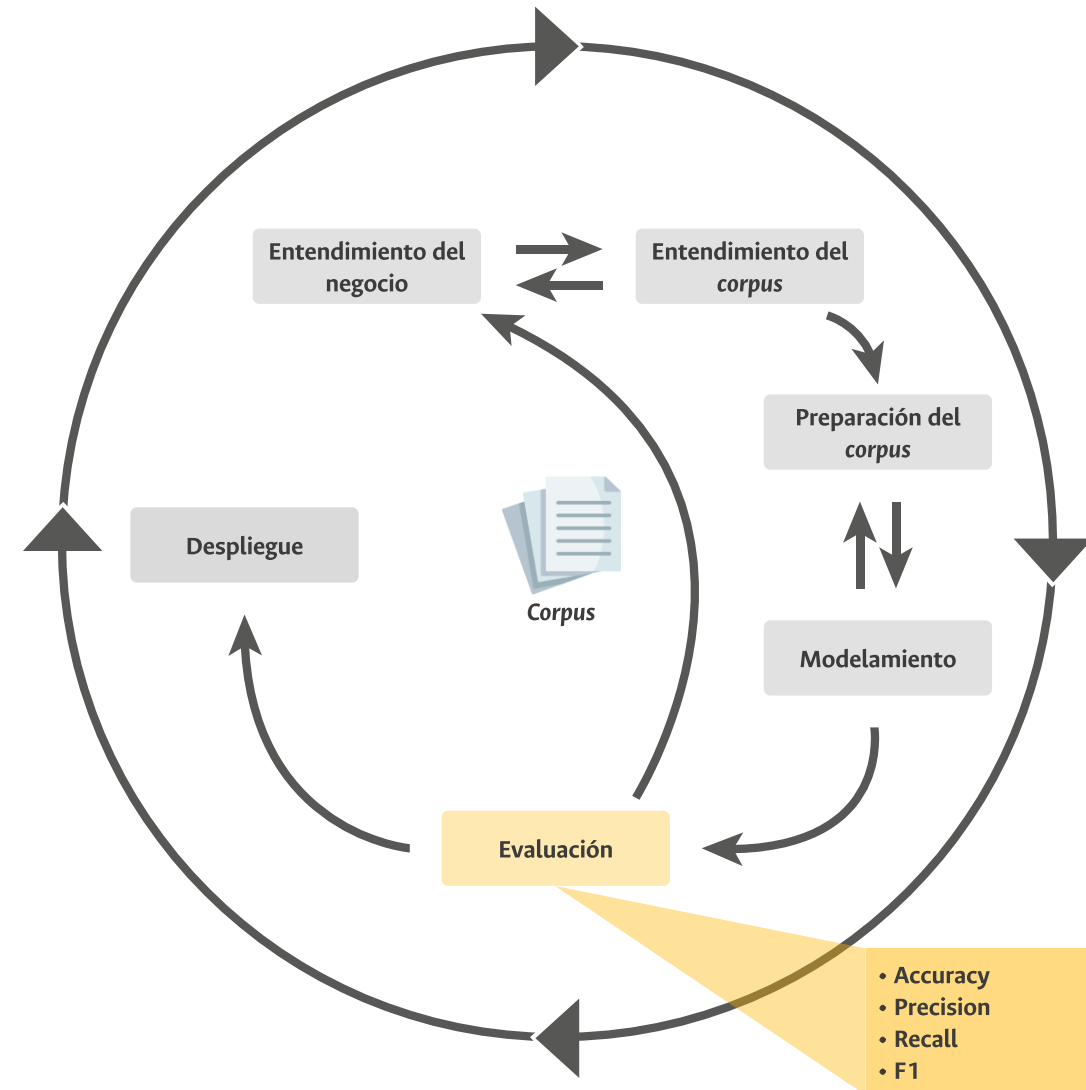 Entendimiento del
negocio
Entendimiento del
corpus
Preparación del
corpus
Despliegue
Corpus
Modelamiento
Evaluación
• Accuracy
• Precision
• Recall
• F1